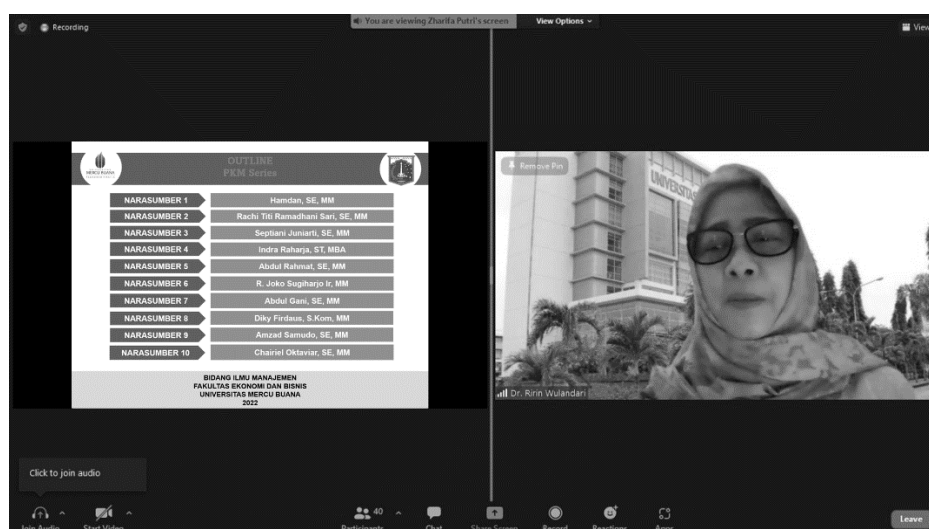 You are viewing Zharifa Putri's screen
View Options
Recording
View
MERCU BUANA
OUTLINE
PKM Series
NARASUMBER 1 Hamdan, SE, MM
NARASUMBER 2 Rachi Titi Ramadhani Sari, SE, MM
NARASUMBER 3 Septiani Juniarti, SE, MM
NARASUMBER 4 Indra Raharja, ST, MBA
NARASUMBER 5 Abdul Rahmat, SE, MM
NARASUMBER 6 R. Joko Sugiharjo Ir, MM
NARASUMBER 7 Abdul Gani, SE, MM
NARASUMBER 8 Diky Firdaus, S.Kom, MM
NARASUMBER 9 Amzad Samudo, SE, MM
NARASUMBER 10 Chairiel Oktaviar, SE, MM
BIDANG ILMU MANAJEMEN
FAKULTAS EKONOMI DAN BISNIS
UNIVERSITAS MERCU BUANA
2022
Remove Pin
UNIVERSITAS
Dr. Ririn Wulandari
Click to join audio
40
Join Audio
Start Video
Participants
Chat
Share Screen
Record
Reactions
Apps
Leave